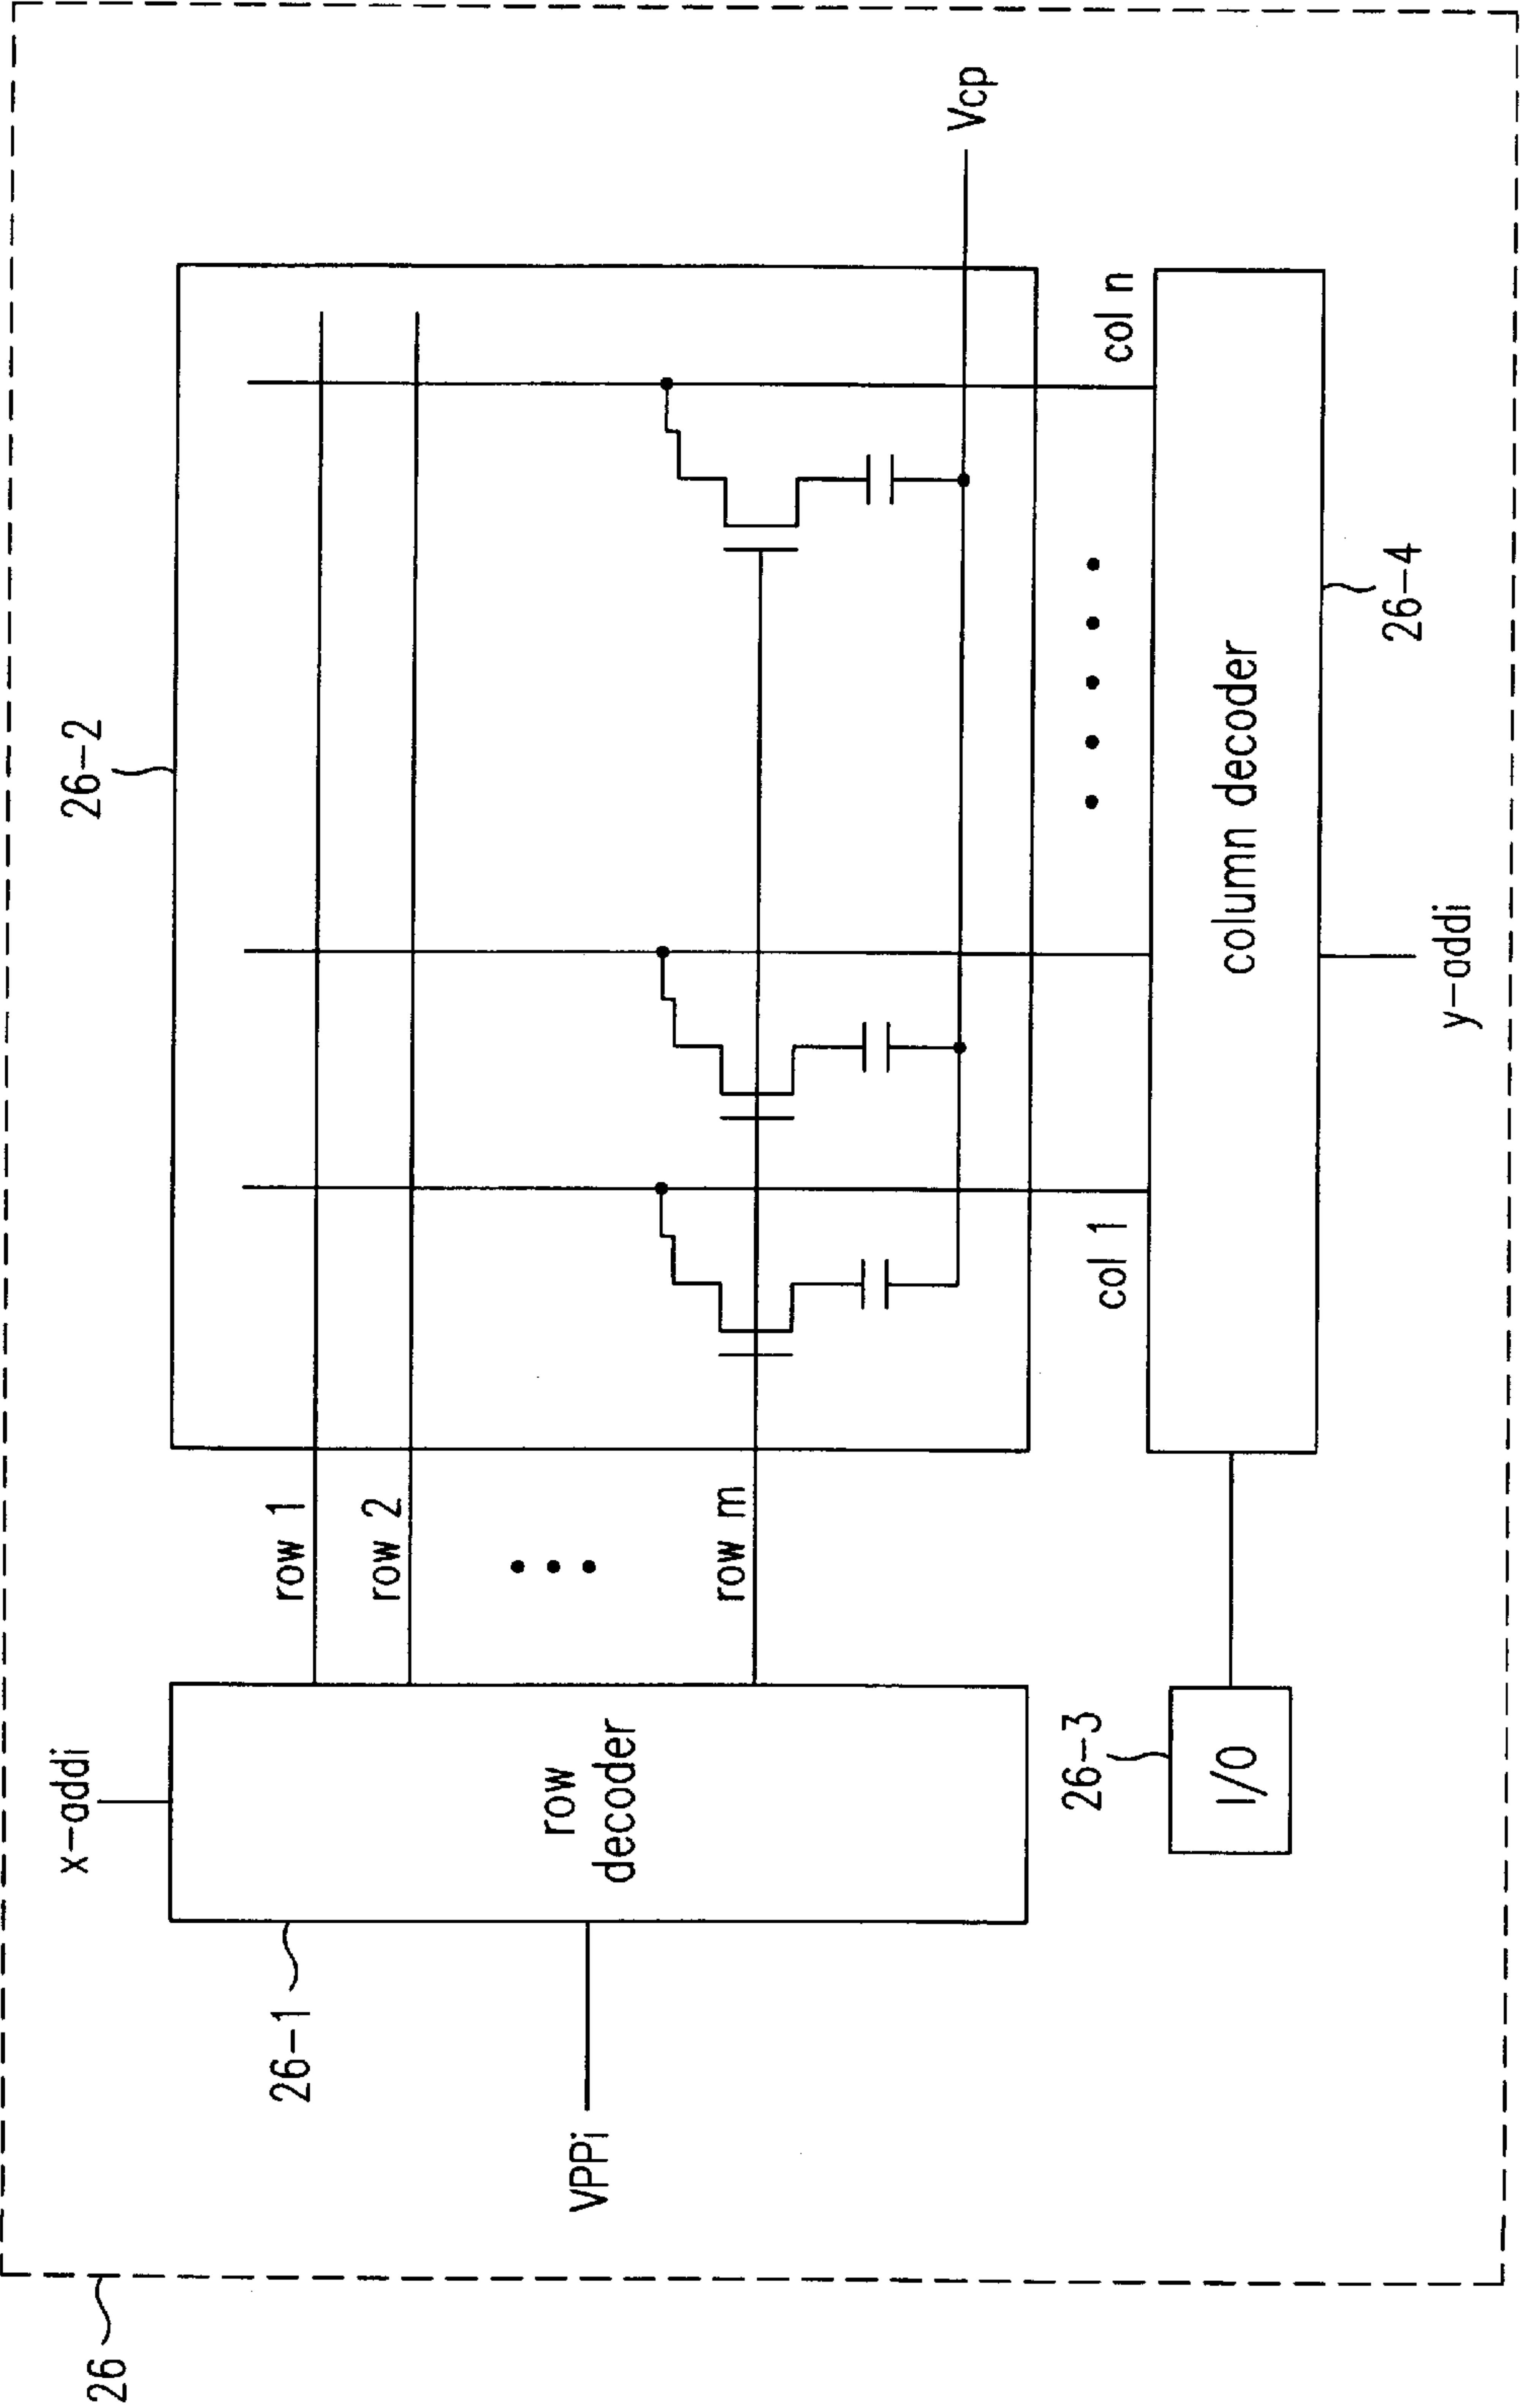 26
26-2
x-addi
row 1
row 2
row m
row
decoder
26-1
VPPi
Vcp
col 1
col n
26-3
I/O
column decoder
26-4
y-addi